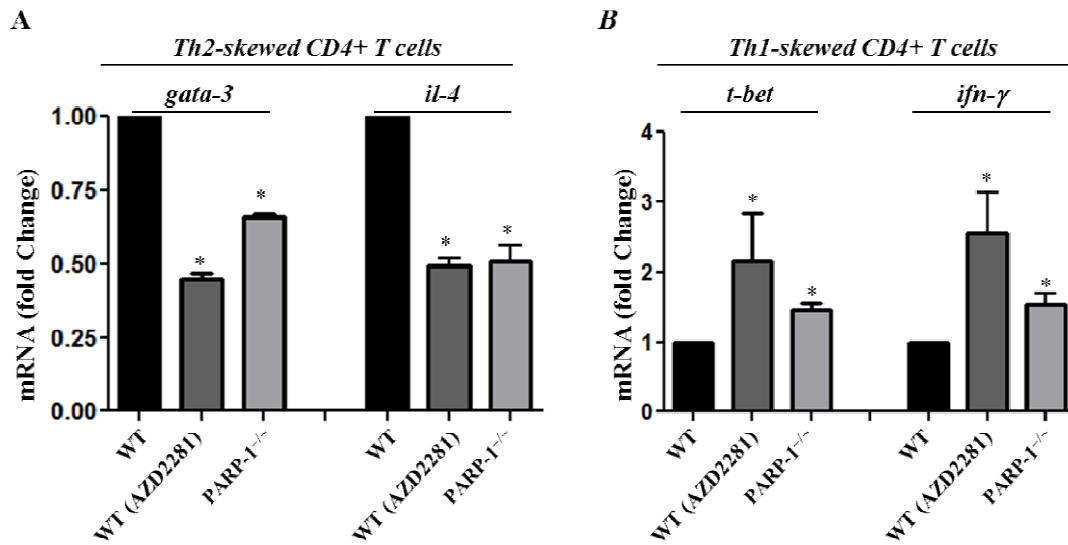 A
Th2-skewed CD4+ T cells
gata-3
il-4
mRNA (fold Change)
1.00
0.75
0.50
0.25
0.00
*
*
*
*
WT
WT (AZD2281)
PARP-1⁻/⁻
WT
WT (AZD2281)
PARP-1⁻/⁻
B
Th1-skewed CD4+ T cells
t-bet
ifn-γ
mRNA (fold Change)
4
3
2
1
0
*
*
*
*
WT
WT (AZD2281)
PARP-1⁻/⁻
WT
WT (AZD2281)
PARP-1⁻/⁻